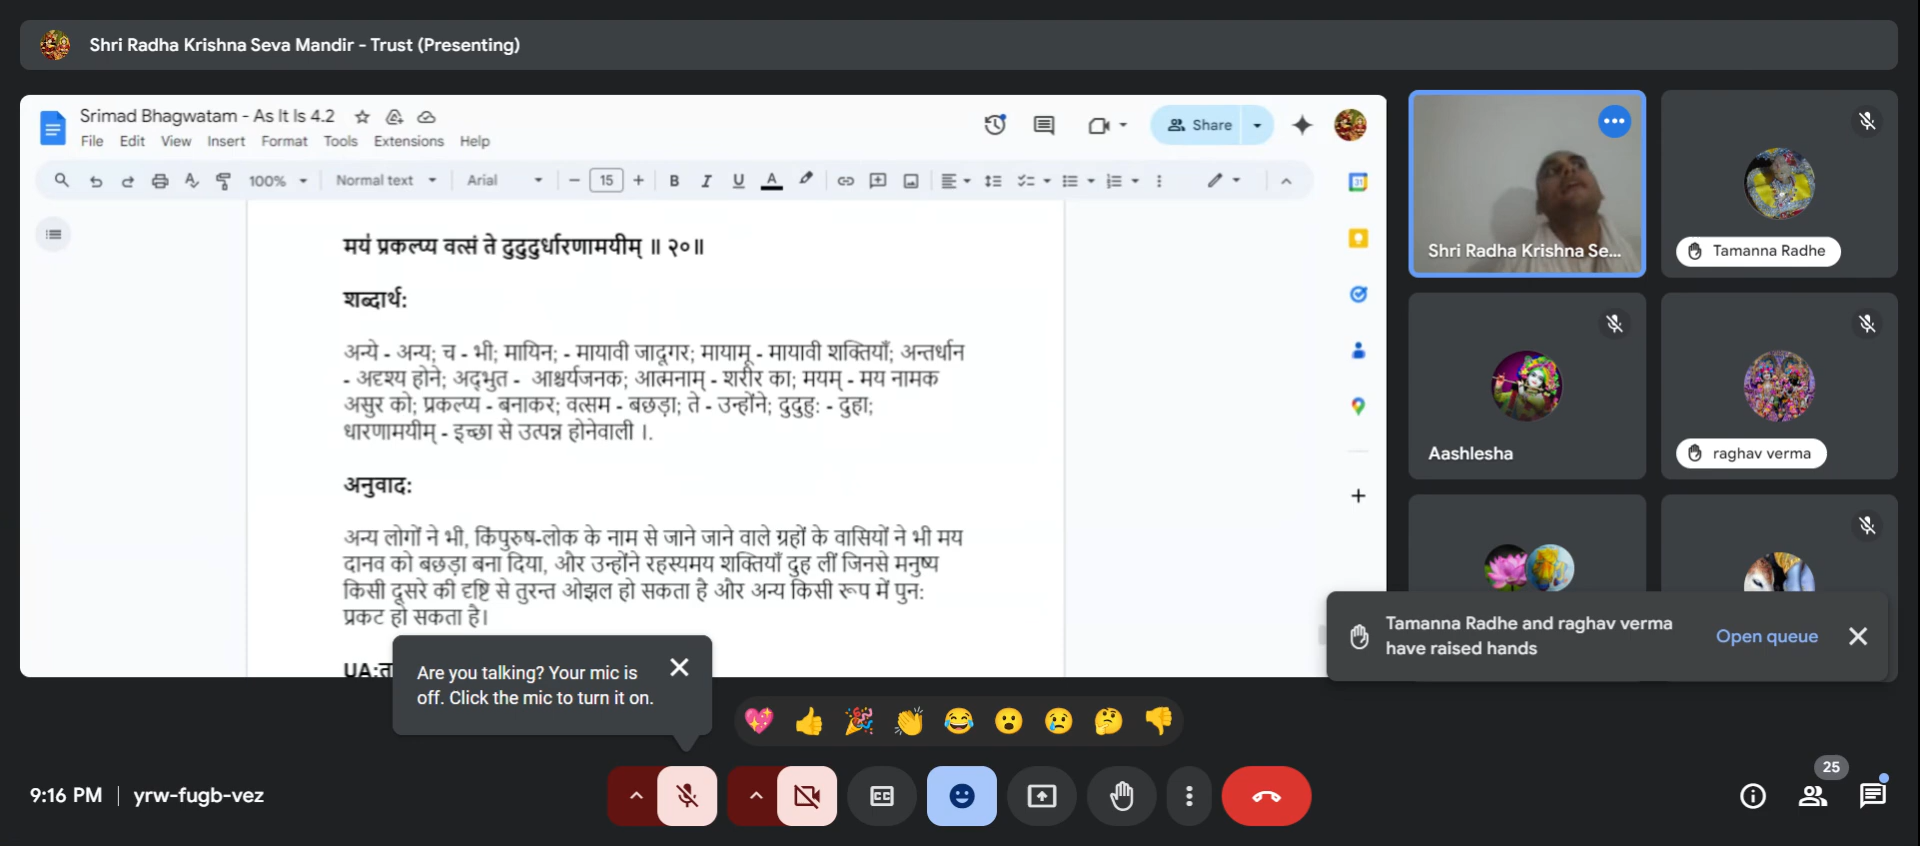 Shri Radha Krishna Seva Mandir - Trust (Presenting)
Srimad Bhagwatam - As It Is 4.2
File Edit View Insert Format Tools Extensions Help
Share
100% Normal text Arial 15
मयं प्रकल्प्य वत्सं ते दुदुदुर्धारणामयीम् ॥ २०॥
शब्दार्थ:
अन्ये - अन्य; च - भी; मायिन; - मायावी जादूगर; मायामू - मायावी शक्तियाँ; अन्तर्धान
- अदृश्य होने; अद्भुत - आश्चर्यजनक; आत्मनाम् - शरीर का; मयम् - मय नामक
असुर को; प्रकल्प्य - बनाकर; वत्सम - बछड़ा; ते - उन्होंने; दुदुहु: - दुहा;
धारणामयीम् - इच्छा से उत्पन्न होनेवाली ।.
अनुवाद:
अन्य लोगों ने भी, किंपुरुष-लोक के नाम से जाने जाने वाले ग्रहों के वासियों ने भी मय
दानव को बछड़ा बना दिया, और उन्होंने रहस्यमय शक्तियाँ दुह लीं जिनसे मनुष्य
किसी दूसरे की दृष्टि से तुरन्त ओझल हो सकता है और अन्य किसी रूप में पुन:
प्रकट हो सकता है।
Shri Radha Krishna Se...
Tamanna Radhe
Aashlesha
raghav verma
Tamanna Radhe and raghav verma
have raised hands
Open queue
UA:
Are you talking? Your mic is
off. Click the mic to turn it on.
9:16 PM | yrw-fugb-vez
CC
25